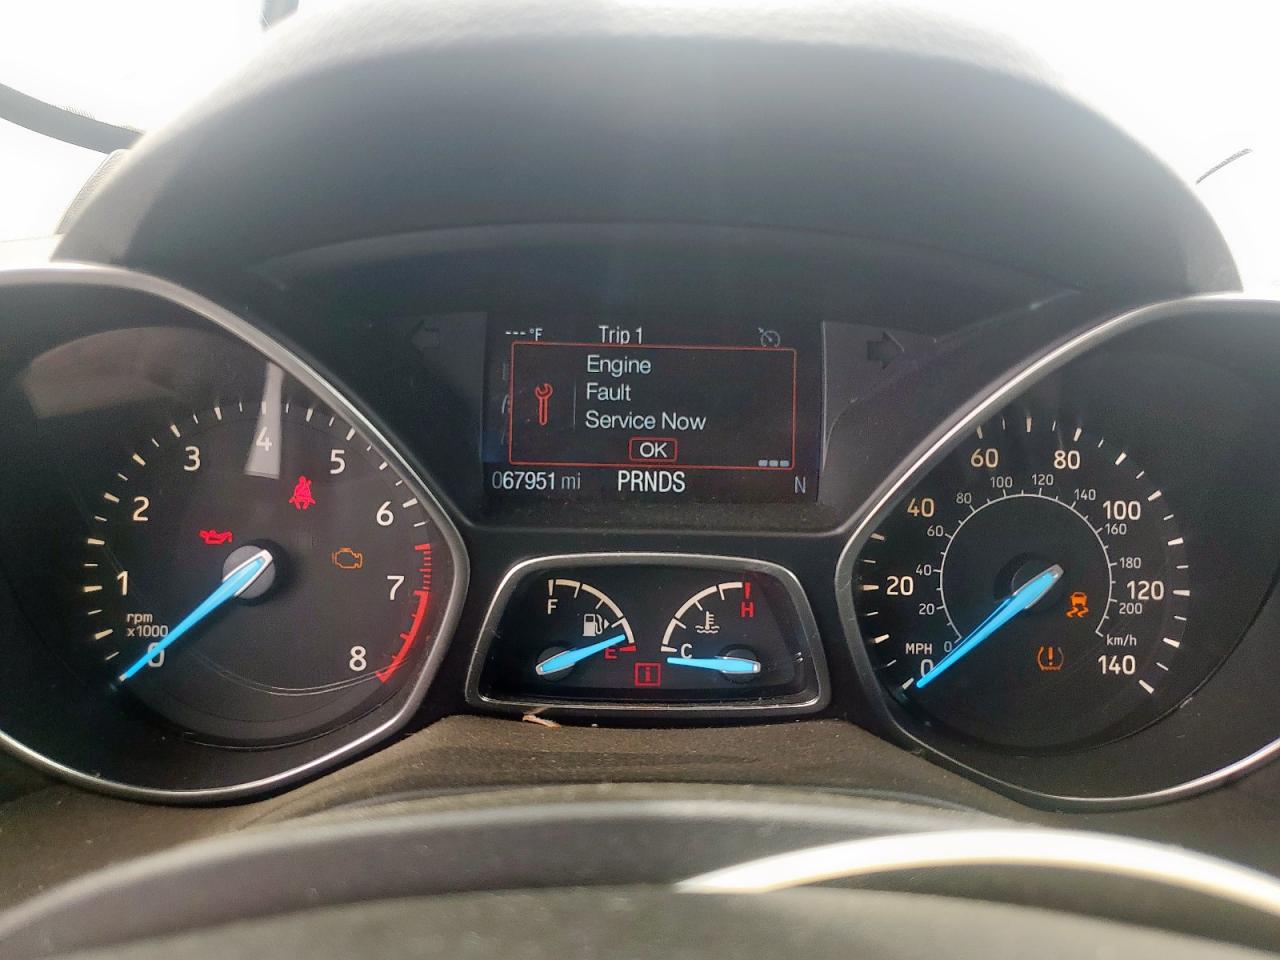 ---°F Trip 1
Engine
Fault
Service Now
OK
067951 mi PRNDS N
0 1 2 3 4 5 6 7 8
rpm
x1000
F
E
H
C
i
0 20 40 60 80 100 120 140
MPH
0 20 40 60 80 100 120 140 160 180 200
km/h